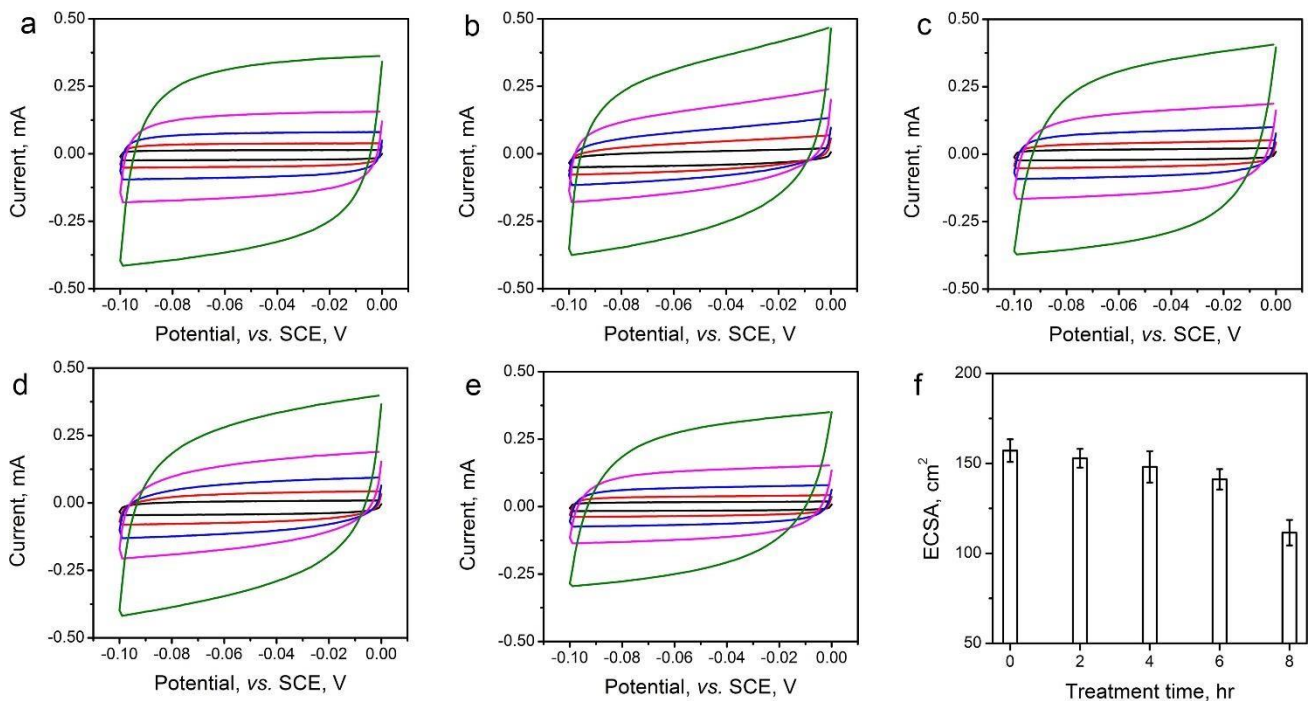 a
0.50
0.25
0.00
-0.25
-0.50
Current, mA
-0.10 -0.08 -0.06 -0.04 -0.02 0.00
Potential, vs. SCE, V
b
0.50
0.25
0.00
-0.25
-0.50
Current, mA
-0.10 -0.08 -0.06 -0.04 -0.02 0.00
Potential, vs. SCE, V
c
0.50
0.25
0.00
-0.25
-0.50
Current, mA
-0.10 -0.08 -0.06 -0.04 -0.02 0.00
Potential, vs. SCE, V
d
0.50
0.25
0.00
-0.25
-0.50
Current, mA
-0.10 -0.08 -0.06 -0.04 -0.02 0.00
Potential, vs. SCE, V
e
0.50
0.25
0.00
-0.25
-0.50
Current, mA
-0.10 -0.08 -0.06 -0.04 -0.02 0.00
Potential, vs. SCE, V
f
200
150
100
50
ECSA, cm²
0 2 4 6 8
Treatment time, hr